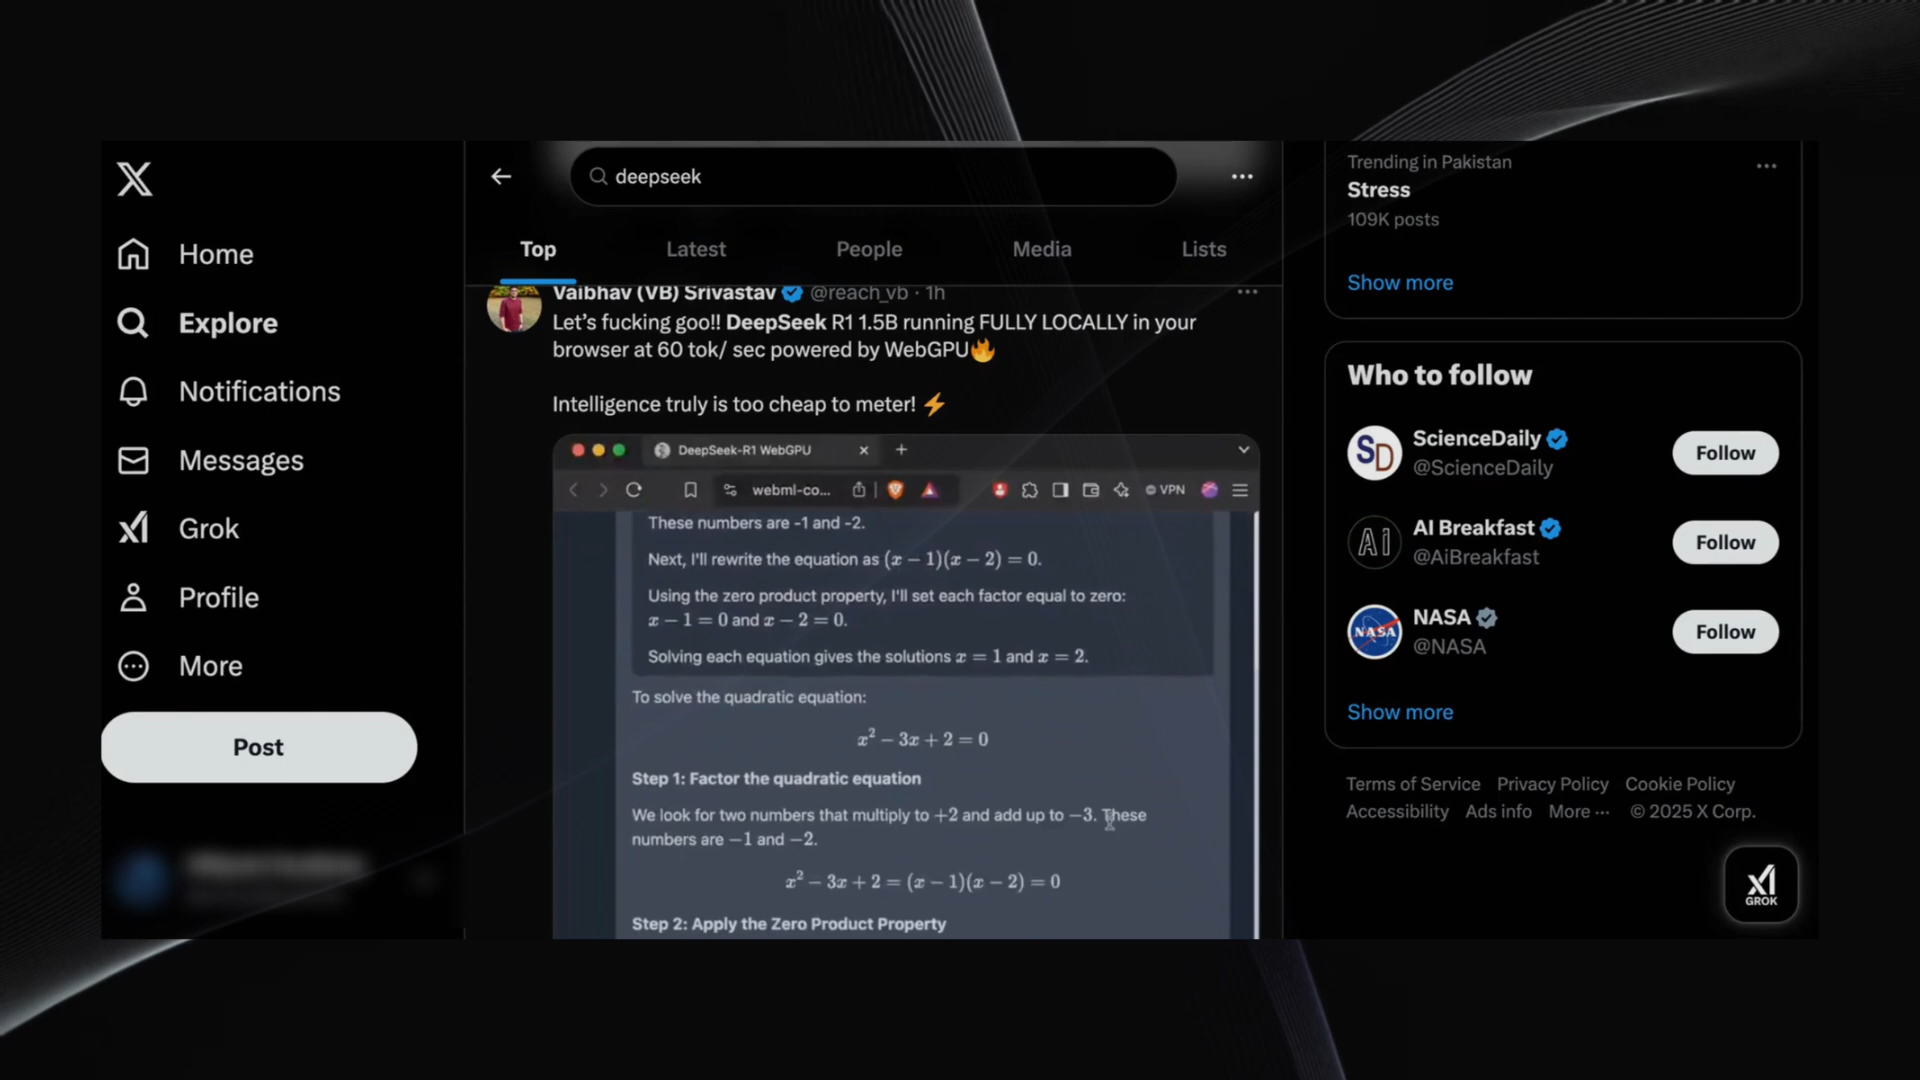 Home
Explore
Notifications
Messages
Grok
Profile
More
Post
deepseek
Top
Latest
People
Media
Lists
Vaibhav (VB) Srivastav @reach_vb · 1h
Let's fucking goo!! DeepSeek R1 1.5B running FULLY LOCALLY in your
browser at 60 tok/ sec powered by WebGPU🔥
Intelligence truly is too cheap to meter! ⚡
DeepSeek-R1 WebGPU
webml-co...
VPN
These numbers are -1 and -2.
Next, I'll rewrite the equation as (x − 1)(x − 2) = 0.
Using the zero product property, I'll set each factor equal to zero:
x − 1 = 0 and x − 2 = 0.
Solving each equation gives the solutions x = 1 and x = 2.
To solve the quadratic equation:
x² − 3x + 2 = 0
Step 1: Factor the quadratic equation
We look for two numbers that multiply to +2 and add up to −3. These
numbers are −1 and −2.
x² − 3x + 2 = (x − 1)(x − 2) = 0
Step 2: Apply the Zero Product Property
Trending in Pakistan
Stress
109K posts
Show more
Who to follow
SD
ScienceDaily
@ScienceDaily
Follow
Ai
AI Breakfast
@AiBreakfast
Follow
NASA
NASA
@NASA
Follow
Show more
Terms of Service Privacy Policy Cookie Policy
Accessibility Ads info More ··· © 2025 X Corp.
GROK